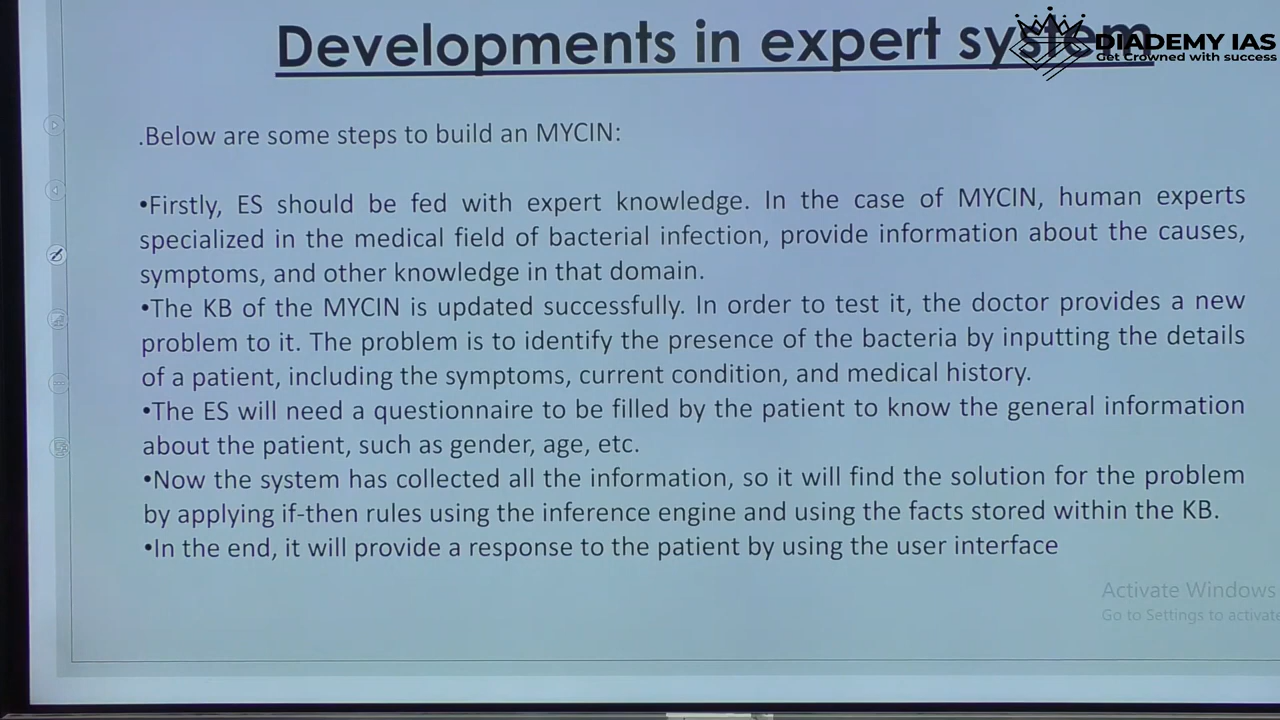 Developments in expert system
DIADEMY IAS
Get Crowned with success
.Below are some steps to build an MYCIN:
•Firstly, ES should be fed with expert knowledge. In the case of MYCIN, human experts
specialized in the medical field of bacterial infection, provide information about the causes,
symptoms, and other knowledge in that domain.
•The KB of the MYCIN is updated successfully. In order to test it, the doctor provides a new
problem to it. The problem is to identify the presence of the bacteria by inputting the details
of a patient, including the symptoms, current condition, and medical history.
•The ES will need a questionnaire to be filled by the patient to know the general information
about the patient, such as gender, age, etc.
•Now the system has collected all the information, so it will find the solution for the problem
by applying if-then rules using the inference engine and using the facts stored within the KB.
•In the end, it will provide a response to the patient by using the user interface
Activate Windows
Go to Settings to activate